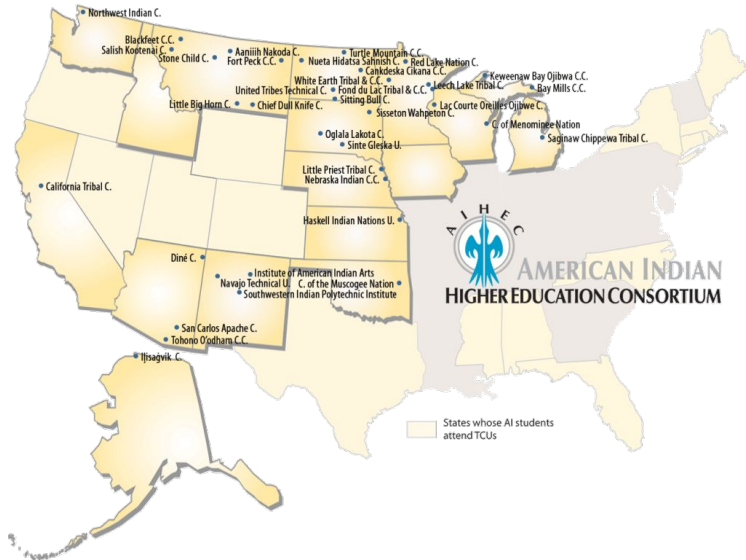 Northwest Indian C.
Blackfeet C.C.
Salish Kootenai C.
Stone Child C.
Aaniiih Nakoda C.
Fort Peck C.C.
Turtle Mountain C.C.
Nueta Hidatsa Sahnish C.
Red Lake Nation C.
Cankdeska Cikana C.C.
White Earth Tribal & C.C.
Leech Lake Tribal C.
United Tribes Technical C.
Fond du Lac Tribal & C.C.
Keweenaw Bay Ojibwa C.C.
Bay Mills C.C.
Little Big Horn C.
Chief Dull Knife C.
Sitting Bull C.
Sisseton Wahpeton C.
Lac Courte Oreilles Ojibwe C.
C. of Menominee Nation
Saginaw Chippewa Tribal C.
Oglala Lakota C.
Sinte Gleska U.
Little Priest Tribal C.
Nebraska Indian C.C.
California Tribal C.
Haskell Indian Nations U.
AIHEC
AMERICAN INDIAN
HIGHER EDUCATION CONSORTIUM
Diné C.
Institute of American Indian Arts
Navajo Technical U.
C. of the Muscogee Nation
Southwestern Indian Polytechnic Institute
San Carlos Apache C.
Tohono O'odham C.C.
Iḷisaġvik C.
States whose AI students
attend TCUs